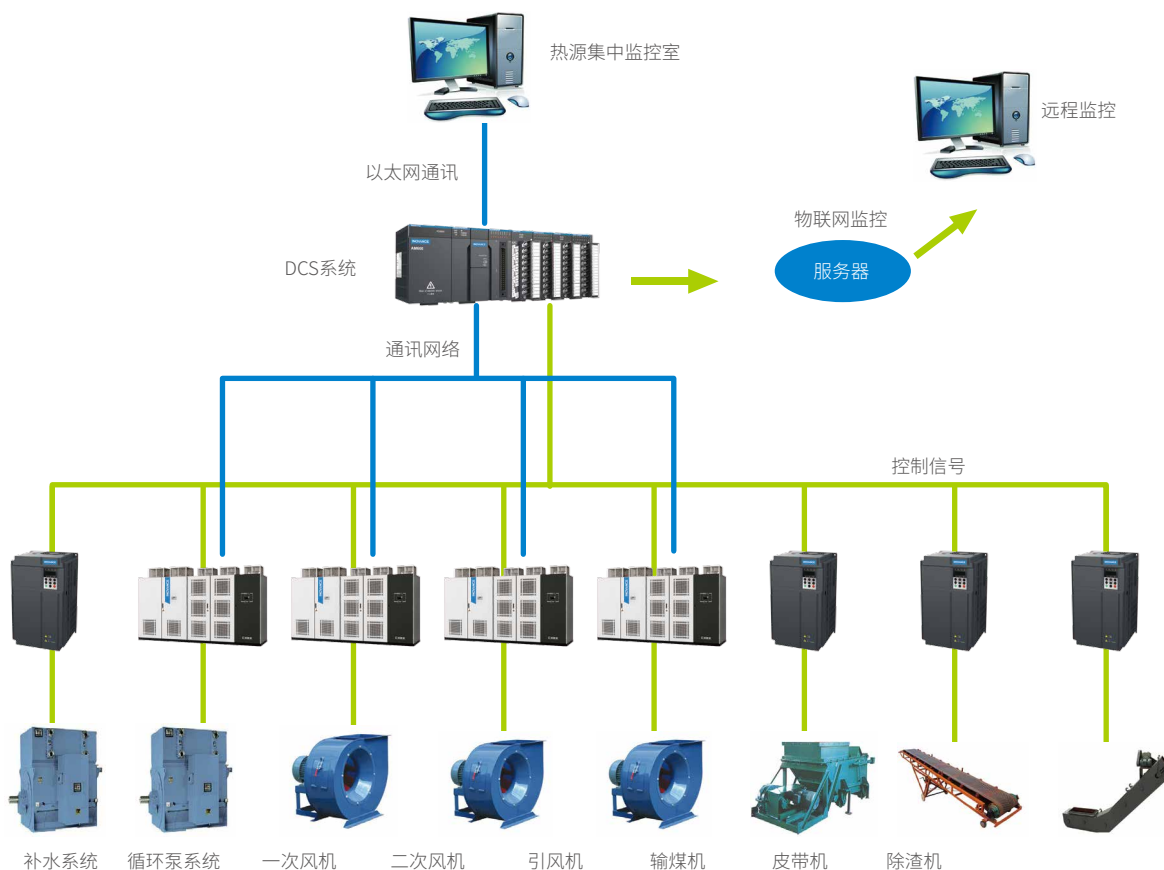 热源集中监控室
远程监控
以太网通讯
物联网监控
服务器
DCS系统
通讯网络
控制信号
补水系统
循环泵系统
一次风机
二次风机
引风机
输煤机
皮带机
除渣机